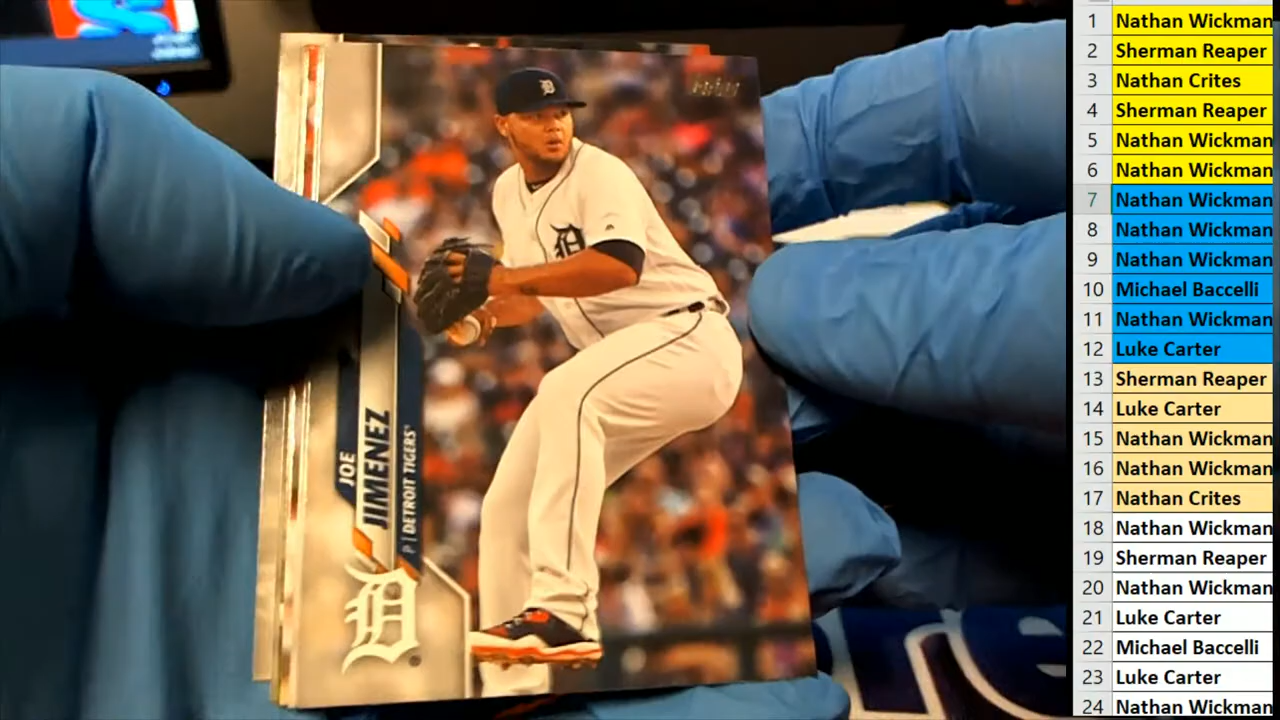 JOE
JIMENEZ
P | DETROIT TIGERS
D
1 Nathan Wickman
2 Sherman Reaper
3 Nathan Crites
4 Sherman Reaper
5 Nathan Wickman
6 Nathan Wickman
7 Nathan Wickman
8 Nathan Wickman
9 Nathan Wickman
10 Michael Baccelli
11 Nathan Wickman
12 Luke Carter
13 Sherman Reaper
14 Luke Carter
15 Nathan Wickman
16 Nathan Wickman
17 Nathan Crites
18 Nathan Wickman
19 Sherman Reaper
20 Nathan Wickman
21 Luke Carter
22 Michael Baccelli
23 Luke Carter
24 Nathan Wickman
re